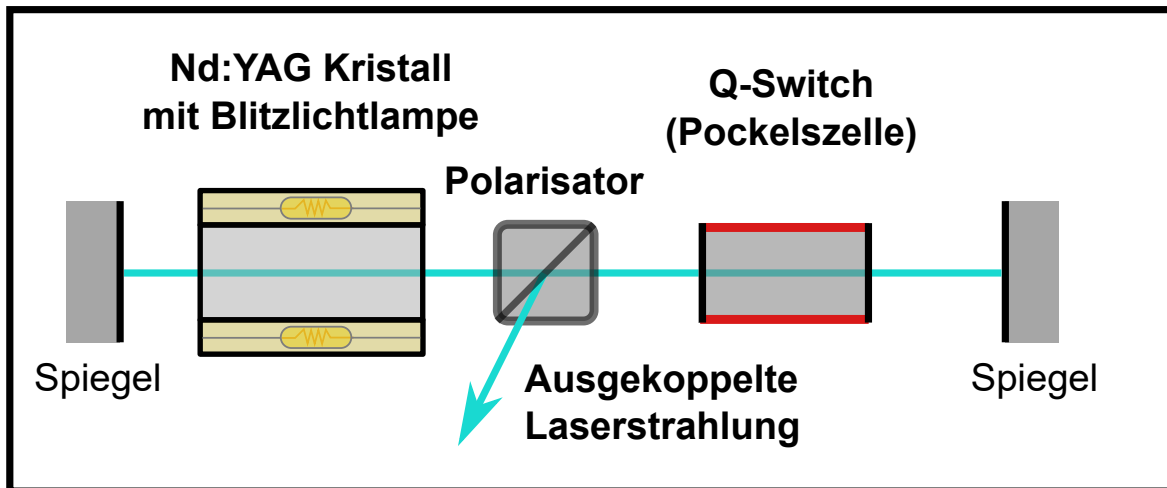 Nd:YAG Kristall
mit Blitzlichtlampe
Q-Switch
(Pockelszelle)
Polarisator
Spiegel
Ausgekoppelte
Laserstrahlung
Spiegel